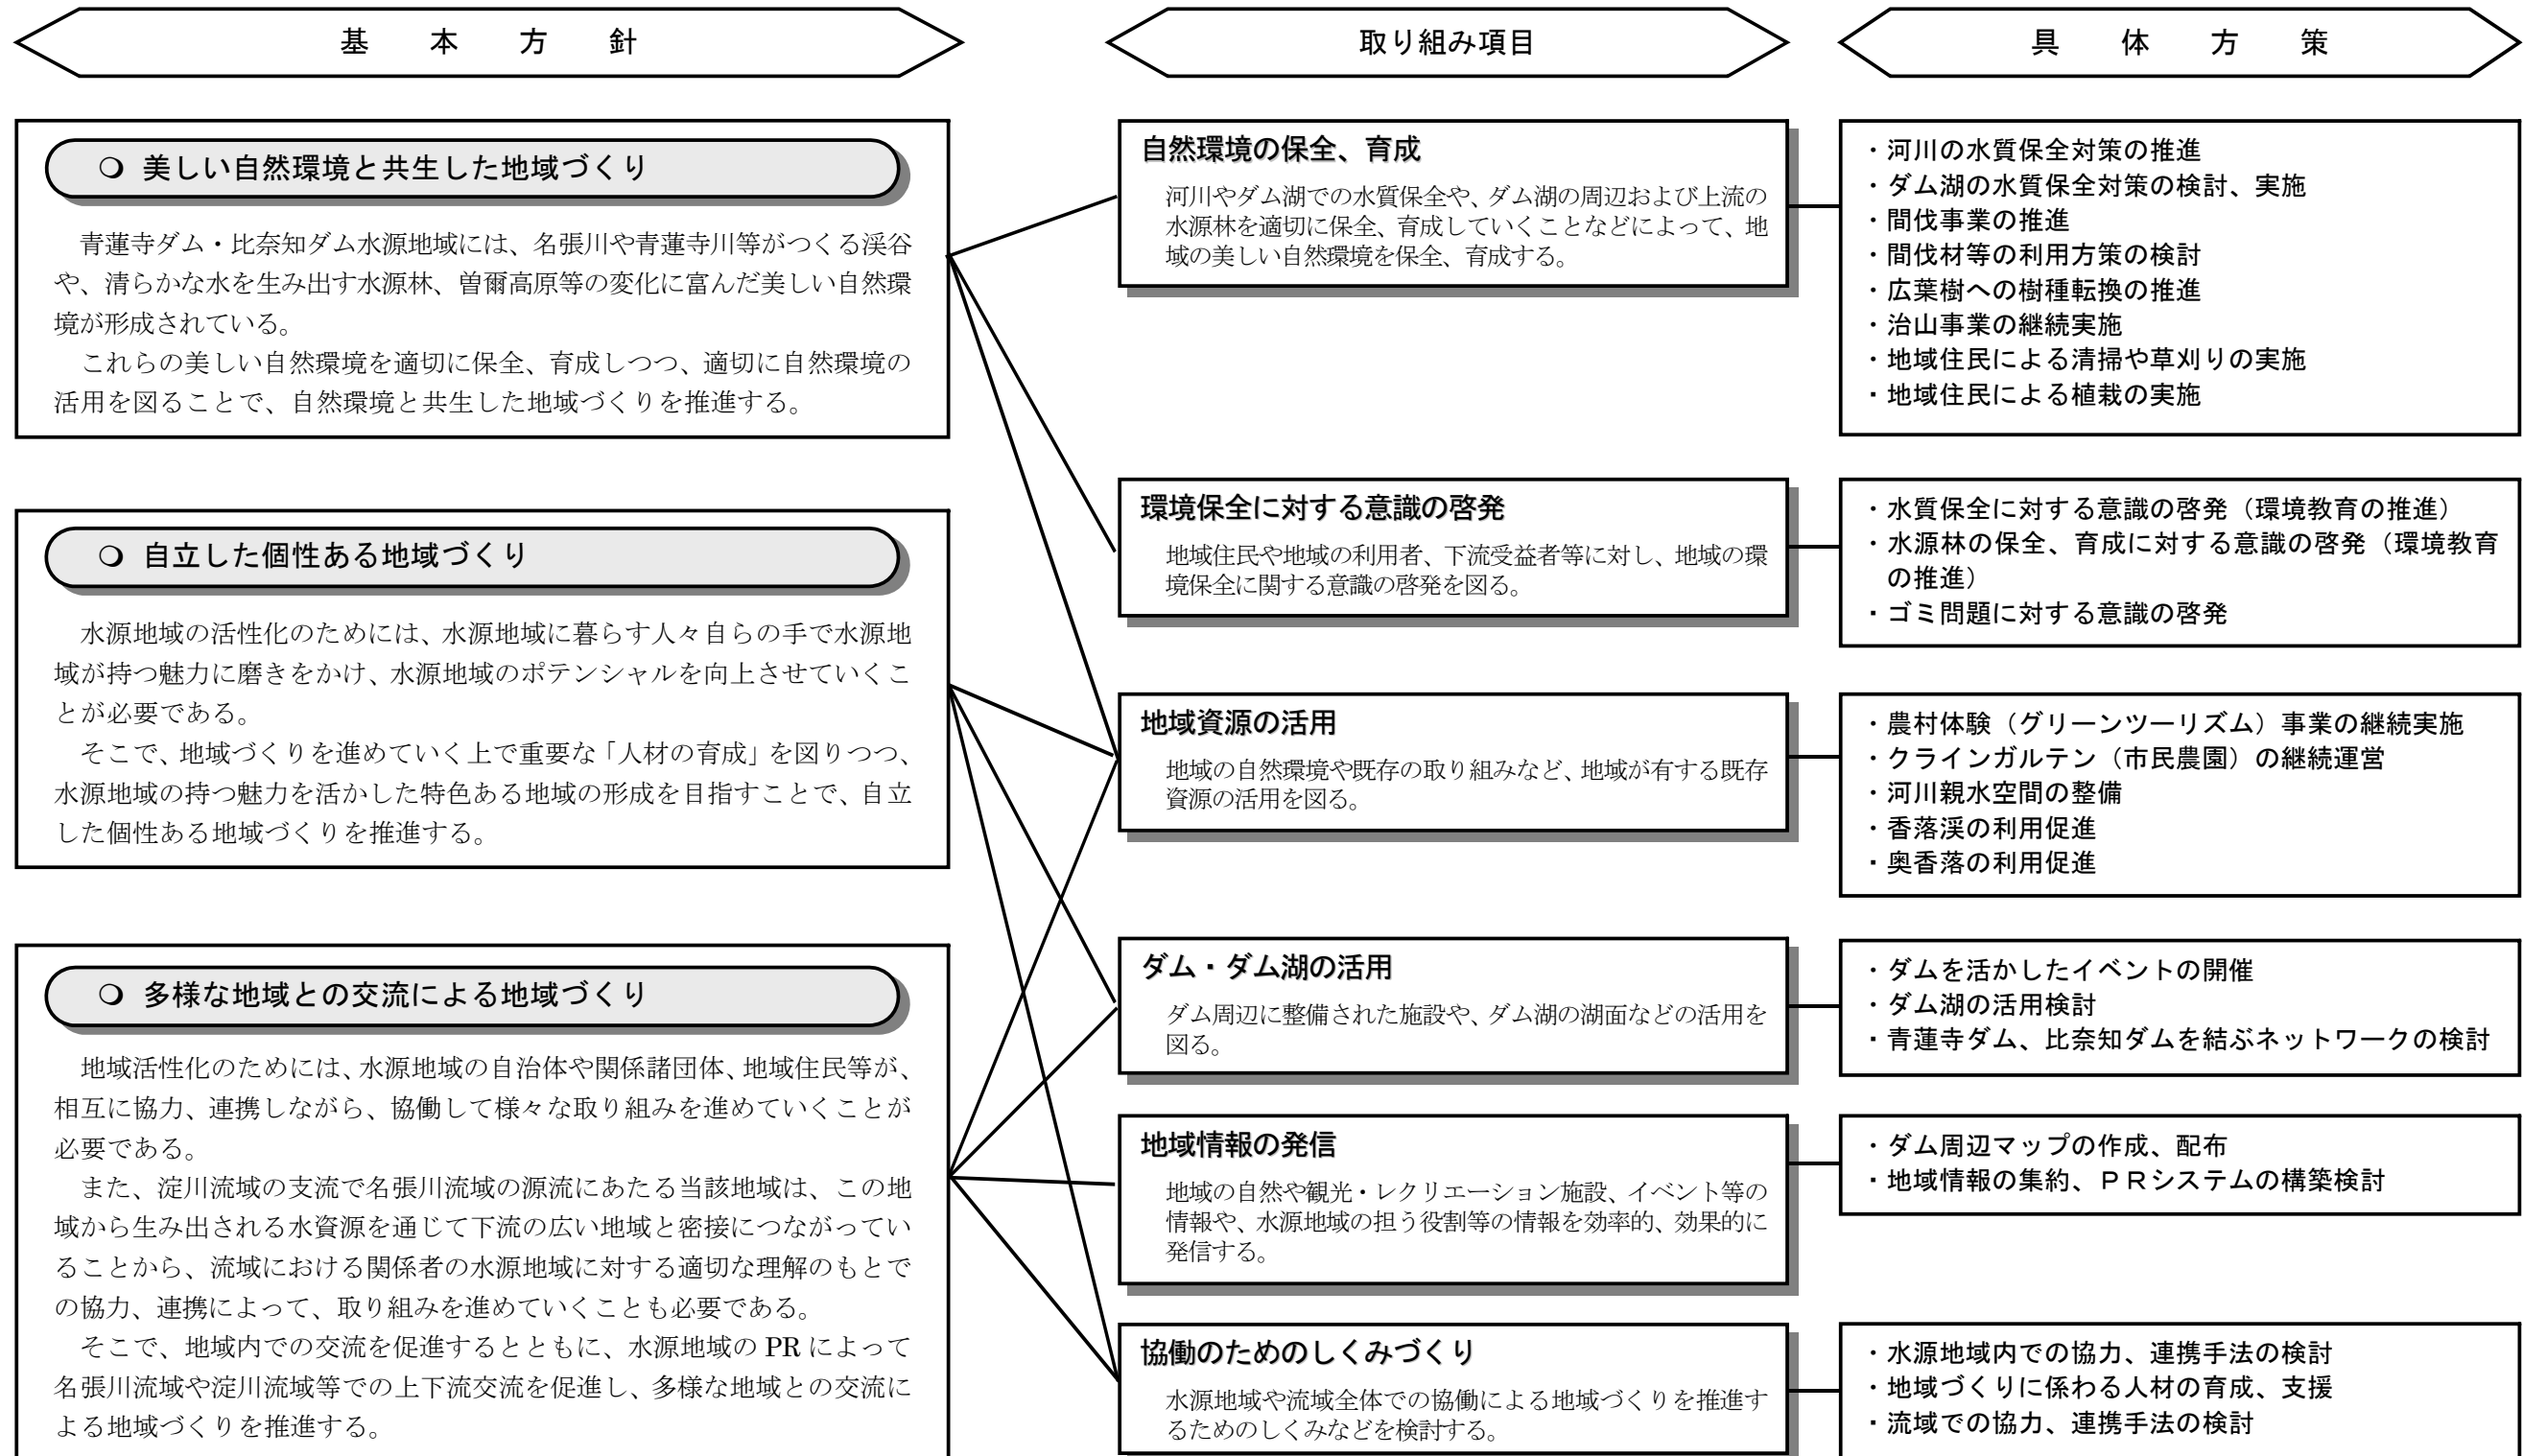 基本方針
取り組み項目
具体方策
○ 美しい自然環境と共生した地域づくり
青蓮寺ダム・比奈知ダム水源地域には、名張川や青蓮寺川等がつくる渓谷
や、清らかな水を生み出す水源林、曽爾高原等の変化に富んだ美しい自然環
境が形成されている。
これらの美しい自然環境を適切に保全、育成しつつ、適切に自然環境の
活用を図ることで、自然環境と共生した地域づくりを推進する。
○ 自立した個性ある地域づくり
水源地域の活性化のためには、水源地域に暮らす人々自らの手で水源地
域が持つ魅力に磨きをかけ、水源地域のポテンシャルを向上させていくこ
とが必要である。
そこで、地域づくりを進めていく上で重要な「人材の育成」を図りつつ、
水源地域の持つ魅力を活かした特色ある地域の形成を目指すことで、自立
した個性ある地域づくりを推進する。
○ 多様な地域との交流による地域づくり
地域活性化のためには、水源地域の自治体や関係諸団体、地域住民等が、
相互に協力、連携しながら、協働して様々な取り組みを進めていくことが
必要である。
また、淀川流域の支流で名張川流域の源流にあたる当該地域は、この地
域から生み出される水資源を通じて下流の広い地域と密接につながってい
ることから、流域における関係者の水源地域に対する適切な理解のもとで
の協力、連携によって、取り組みを進めていくことも必要である。
そこで、地域内での交流を促進するとともに、水源地域の PR によって
名張川流域や淀川流域等での上下流交流を促進し、多様な地域との交流に
よる地域づくりを推進する。
自然環境の保全、育成
河川やダム湖での水質保全や、ダム湖の周辺および上流の
水源林を適切に保全、育成していくことなどによって、地
域の美しい自然環境を保全、育成する。
環境保全に対する意識の啓発
地域住民や地域の利用者、下流受益者等に対し、地域の環
境保全に関する意識の啓発を図る。
地域資源の活用
地域の自然環境や既存の取り組みなど、地域が有する既存
資源の活用を図る。
ダム・ダム湖の活用
ダム周辺に整備された施設や、ダム湖の湖面などの活用を
図る。
地域情報の発信
地域の自然や観光・レクリエーション施設、イベント等の
情報や、水源地域の担う役割等の情報を効率的、効果的に
発信する。
協働のためのしくみづくり
水源地域や流域全体での協働による地域づくりを推進す
るためのしくみなどを検討する。
・河川の水質保全対策の推進
・ダム湖の水質保全対策の検討、実施
・間伐事業の推進
・間伐材等の利用方策の検討
・広葉樹への樹種転換の推進
・治山事業の継続実施
・地域住民による清掃や草刈りの実施
・地域住民による植栽の実施
・水質保全に対する意識の啓発（環境教育の推進）
・水源林の保全、育成に対する意識の啓発（環境教育
の推進）
・ゴミ問題に対する意識の啓発
・農村体験（グリーンツーリズム）事業の継続実施
・クラインガルテン（市民農園）の継続運営
・河川親水空間の整備
・香落渓の利用促進
・奥香落の利用促進
・ダムを活かしたイベントの開催
・ダム湖の活用検討
・青蓮寺ダム、比奈知ダムを結ぶネットワークの検討
・ダム周辺マップの作成、配布
・地域情報の集約、ＰＲシステムの構築検討
・水源地域内での協力、連携手法の検討
・地域づくりに係わる人材の育成、支援
・流域での協力、連携手法の検討